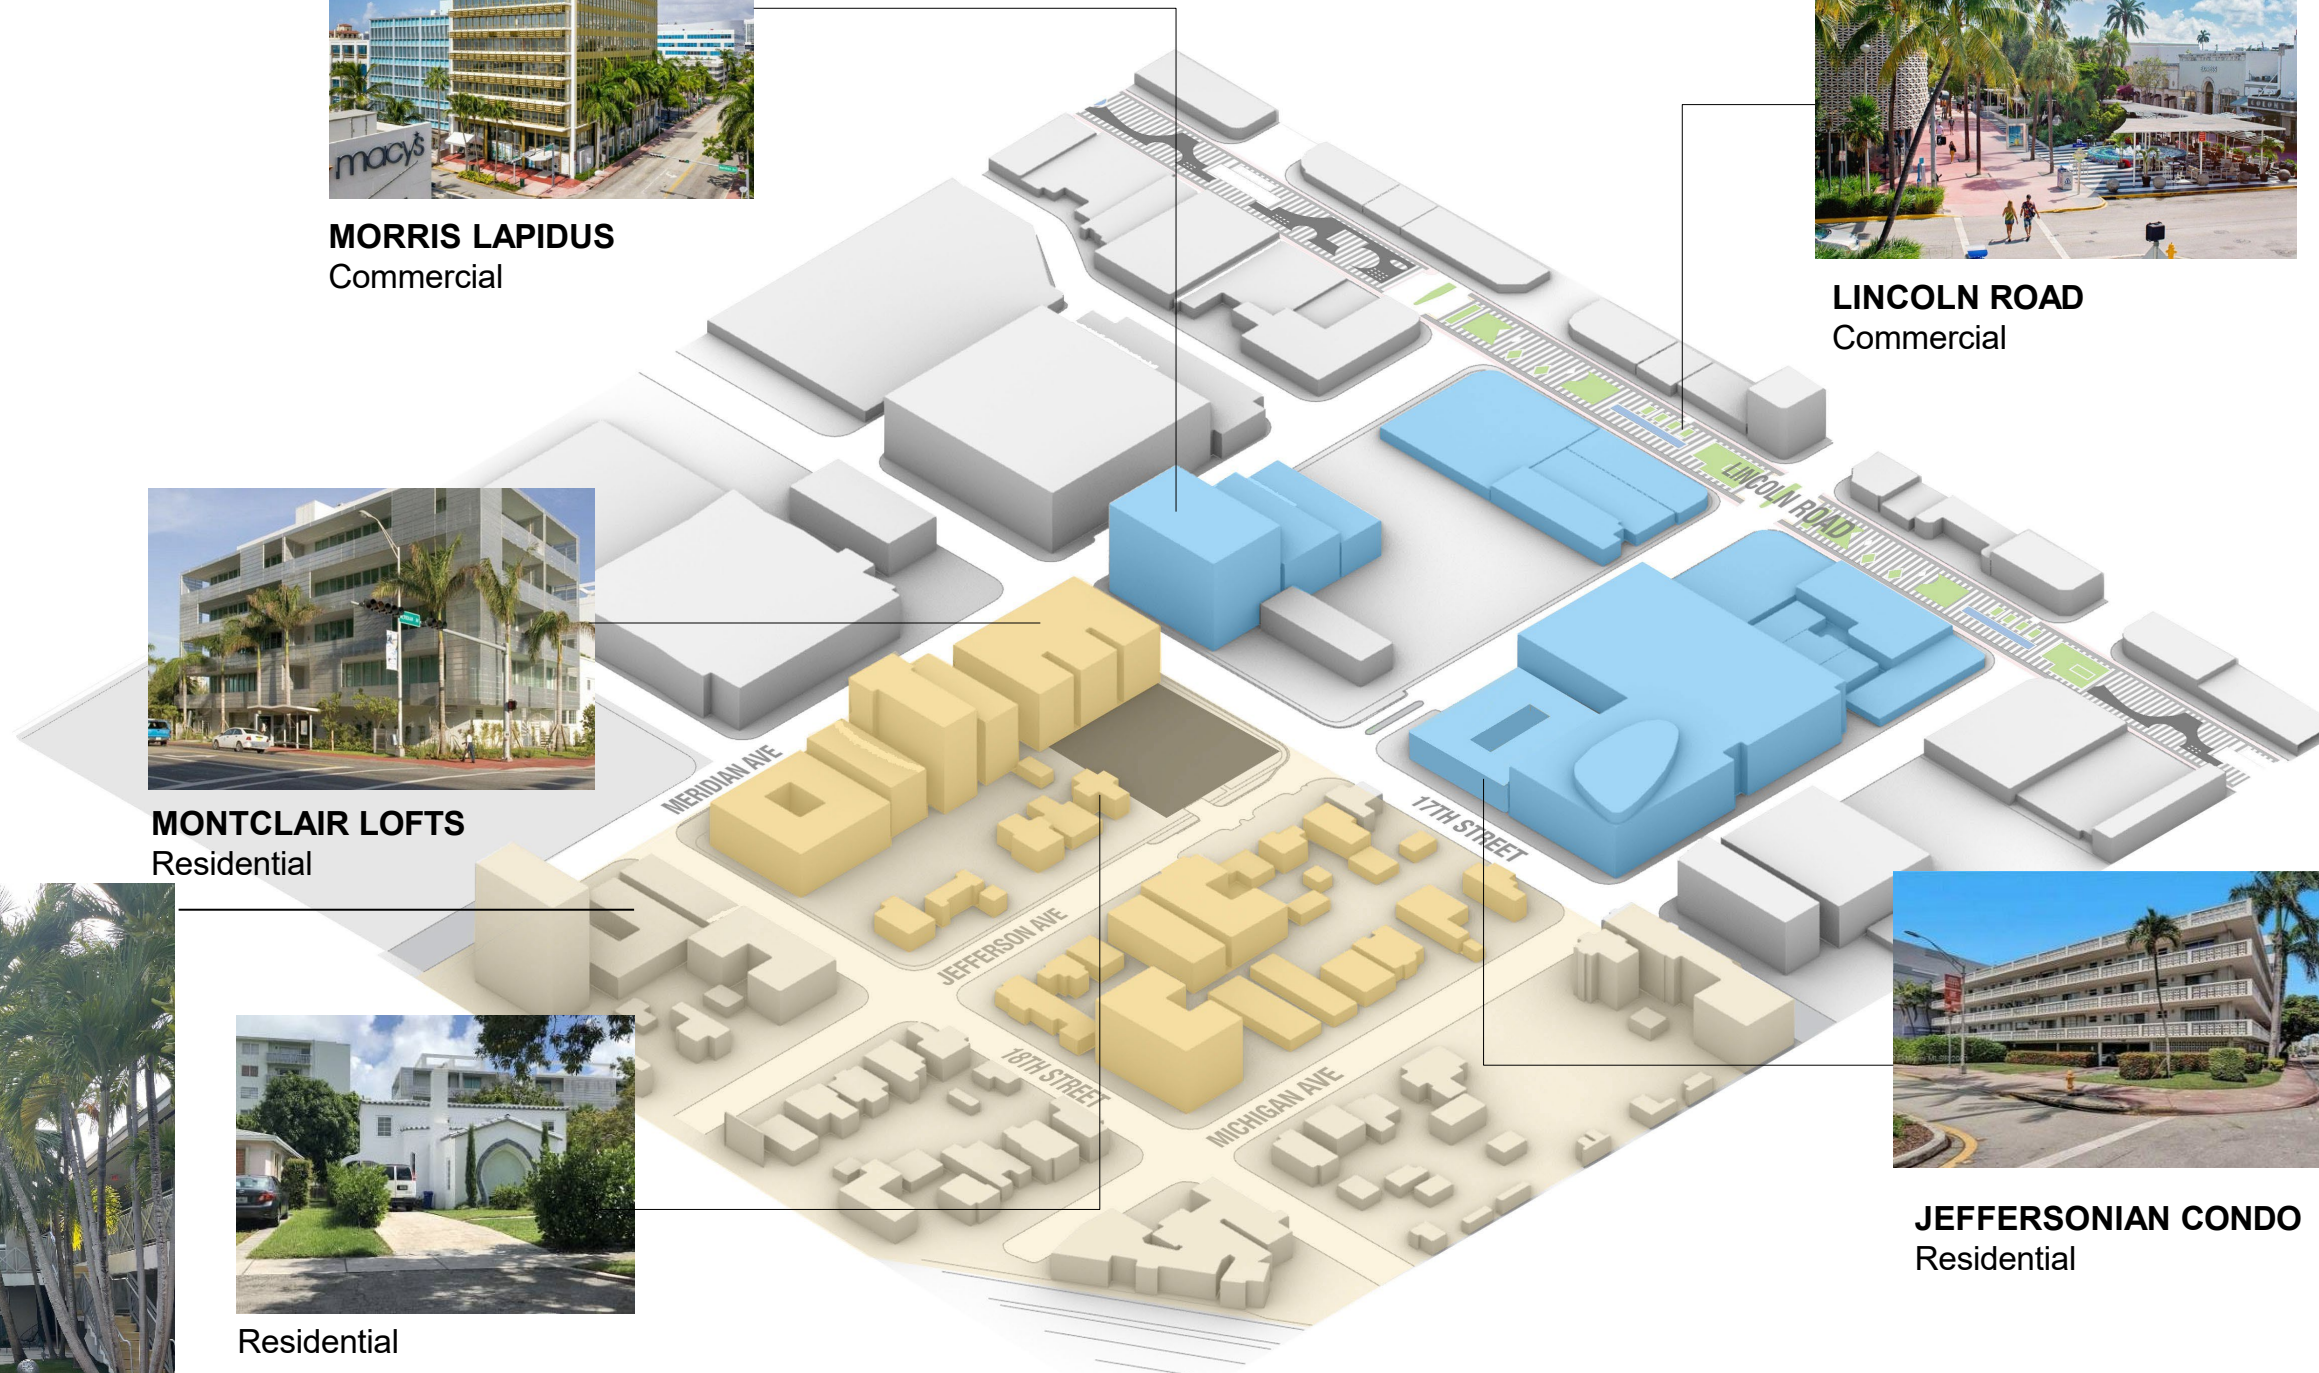 macy's
MORRIS LAPIDUS
Commercial
LINCOLN ROAD
Commercial
LINCOLN ROAD
MONTCLAIR LOFTS
Residential
MERIDIAN AVE
17TH STREET
JEFFERSON AVE
18TH STREET
MICHIGAN AVE
JEFFERSONIAN CONDO
Residential
Residential